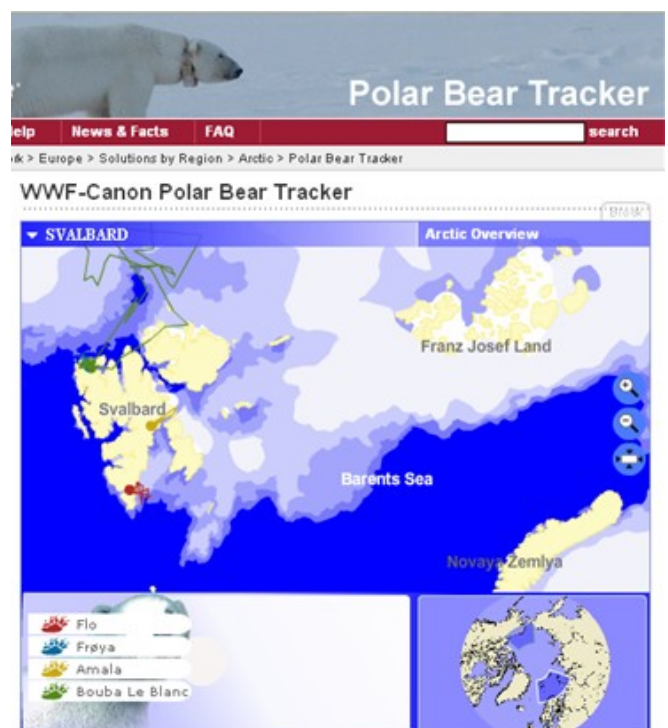 Polar Bear Tracker
elp News & Facts FAQ search
rk > Europe > Solutions by Region > Arctic > Polar Bear Tracker
WWF-Canon Polar Bear Tracker
SVALBARD Arctic Overview
Franz Josef Land
Svalbard
Barents Sea
Novaya Zemlya
Flo
Frøya
Amala
Bouba Le Blanc